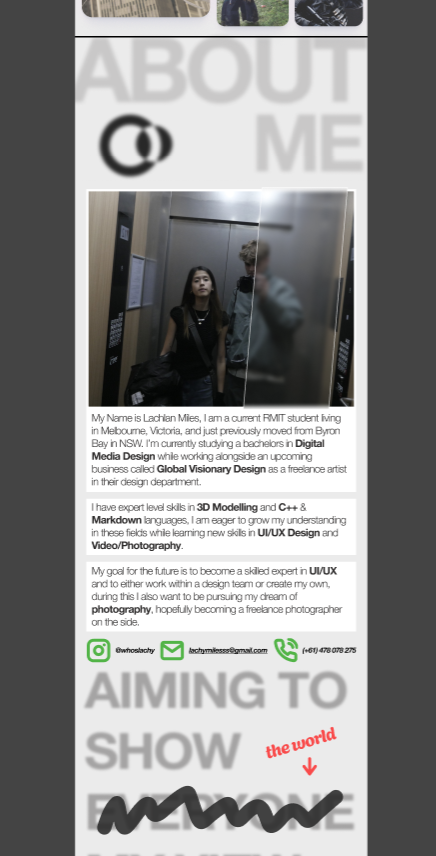 ABOUT
ME
My Name is Lachlan Miles, I am a current RMIT student living
in Melbourne, Victoria, and just previously moved from Byron
Bay in NSW. I'm currently studying a bachelors in Digital
Media Design while working alongside an upcoming
business called Global Visionary Design as a freelance artist
in their design department.
I have expert level skills in 3D Modelling and C++ &
Markdown languages, I am eager to grow my understanding
in these fields while learning new skills in UI/UX Design and
Video/Photography.
My goal for the future is to become a skilled expert in UI/UX
and to either work within a design team or create my own,
during this I also want to be pursuing my dream of
photography, hopefully becoming a freelance photographer
on the side.
@whoslachy lachymilesss@gmail.com (+61) 478 078 275
AIMING TO
SHOW
the world
EVERYONE
MY VIEW